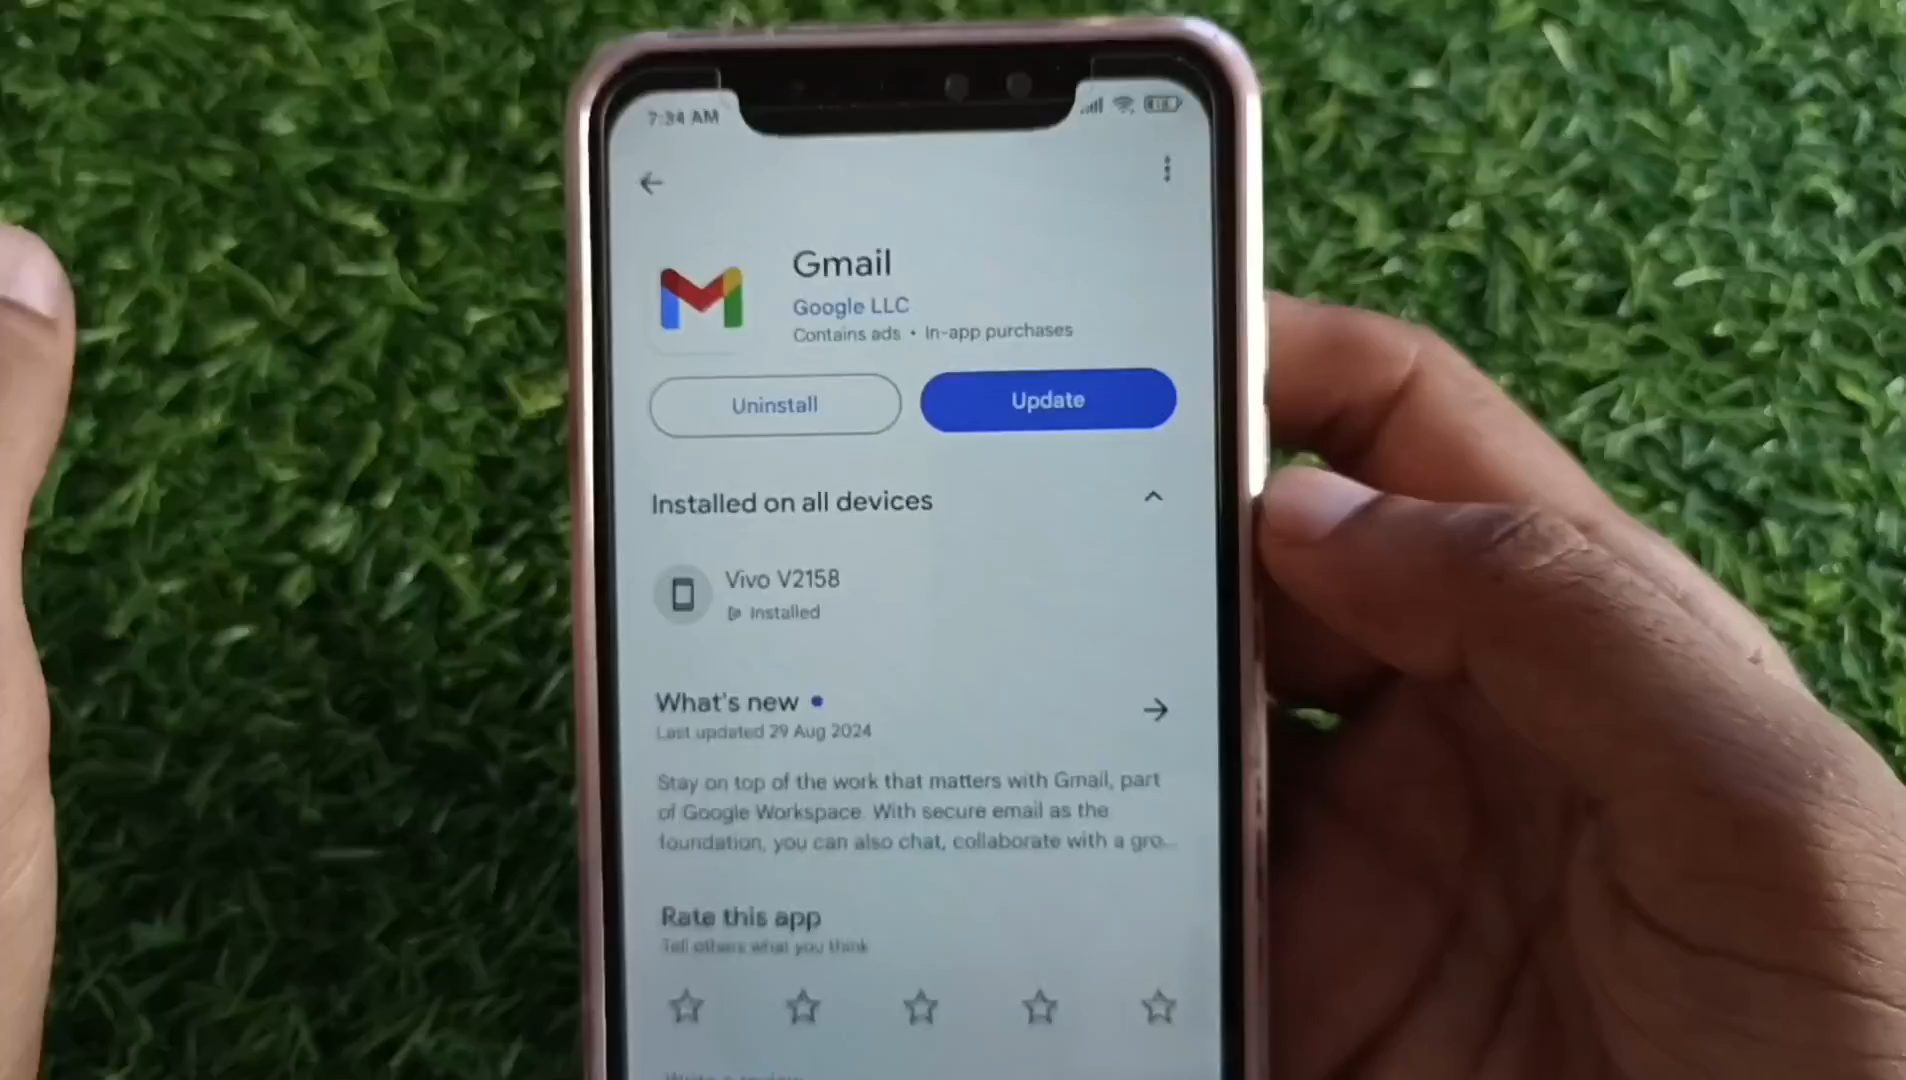 7:34 AM
Gmail
Google LLC
Contains ads • In-app purchases
Uninstall
Update
Installed on all devices
Vivo V2158
Installed
What's new
Last updated 29 Aug 2024
Stay on top of the work that matters with Gmail, part
of Google Workspace. With secure email as the
foundation, you can also chat, collaborate with a gro...
Rate this app
Tell others what you think
Write a review